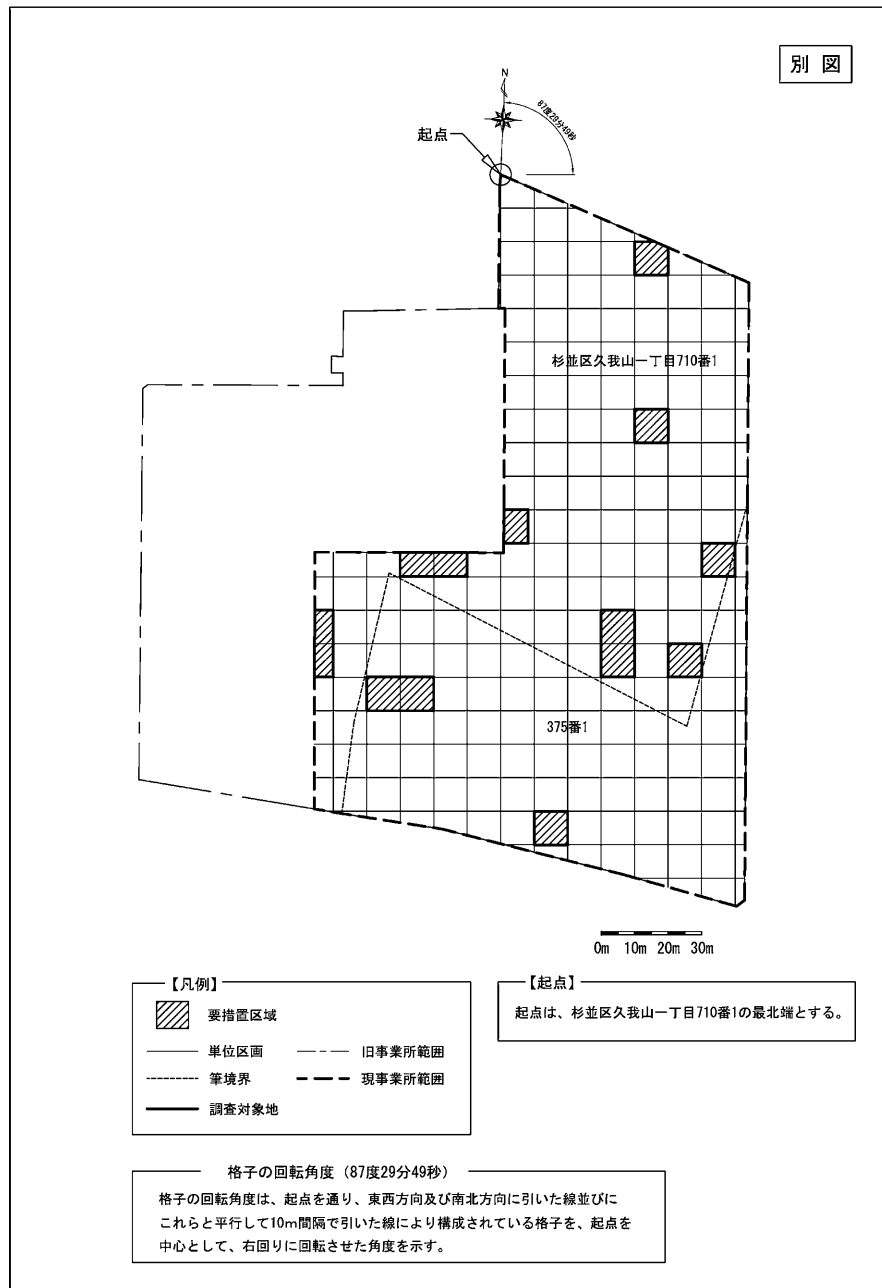 別 図
N
87度29分49秒
起点
杉並区久我山一丁目710番1
375番1
0m 10m 20m 30m
【凡例】
要措置区域
単位区画 旧事業所範囲
筆境界 現事業所範囲
調査対象地
【起点】
起点は、杉並区久我山一丁目710番1の最北端とする。
格子の回転角度（87度29分49秒）
格子の回転角度は、起点を通り、東西方向及び南北方向に引いた線並びに
これらと平行して10m間隔で引いた線により構成されている格子を、起点を
中心として、右回りに回転させた角度を示す。